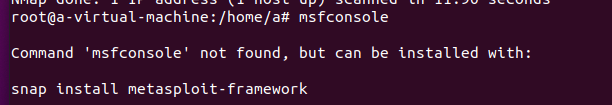 Nmap done: 1 IP address (1 host up) scanned in 11.90 seconds
root@a-virtual-machine:/home/a# msfconsole
Command 'msfconsole' not found, but can be installed with:
snap install metasploit-framework